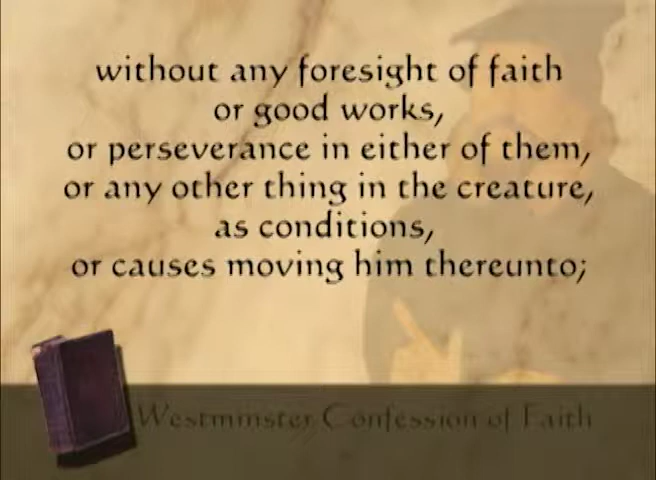 without any foresight of faith
or good works,
or perseverance in either of them,
or any other thing in the creature,
as conditions,
or causes moving him thereunto;
Westminster Confession of Faith